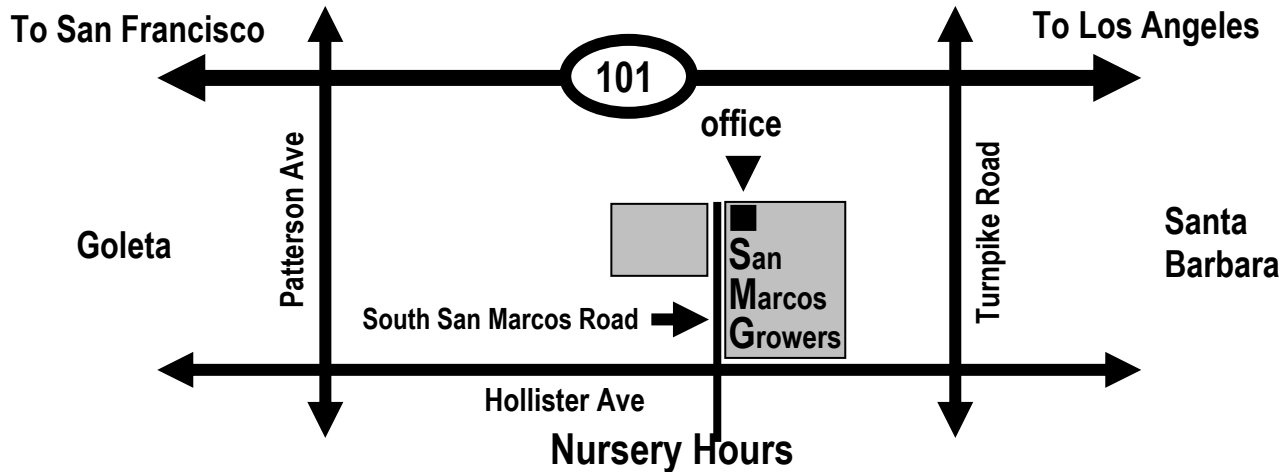 To San Francisco
To Los Angeles
101
office
Patterson Ave
Turnpike Road
Goleta
Santa
Barbara
San
Marcos
Growers
South San Marcos Road
Hollister Ave
Nursery Hours